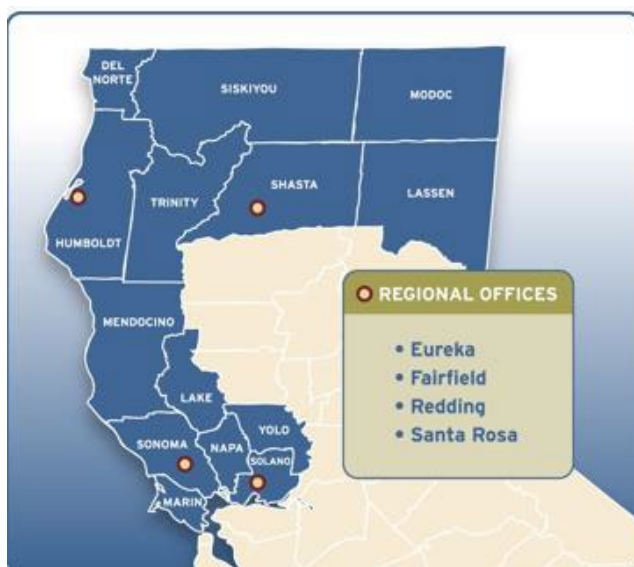 DEL
NORTE
SISKIYOU
MODOC
SHASTA
LASSEN
TRINITY
HUMBOLDT
REGIONAL OFFICES
MENDOCINO
• Eureka
• Fairfield
• Redding
• Santa Rosa
LAKE
YOLO
SONOMA
NAPA
SOLANO
MARIN